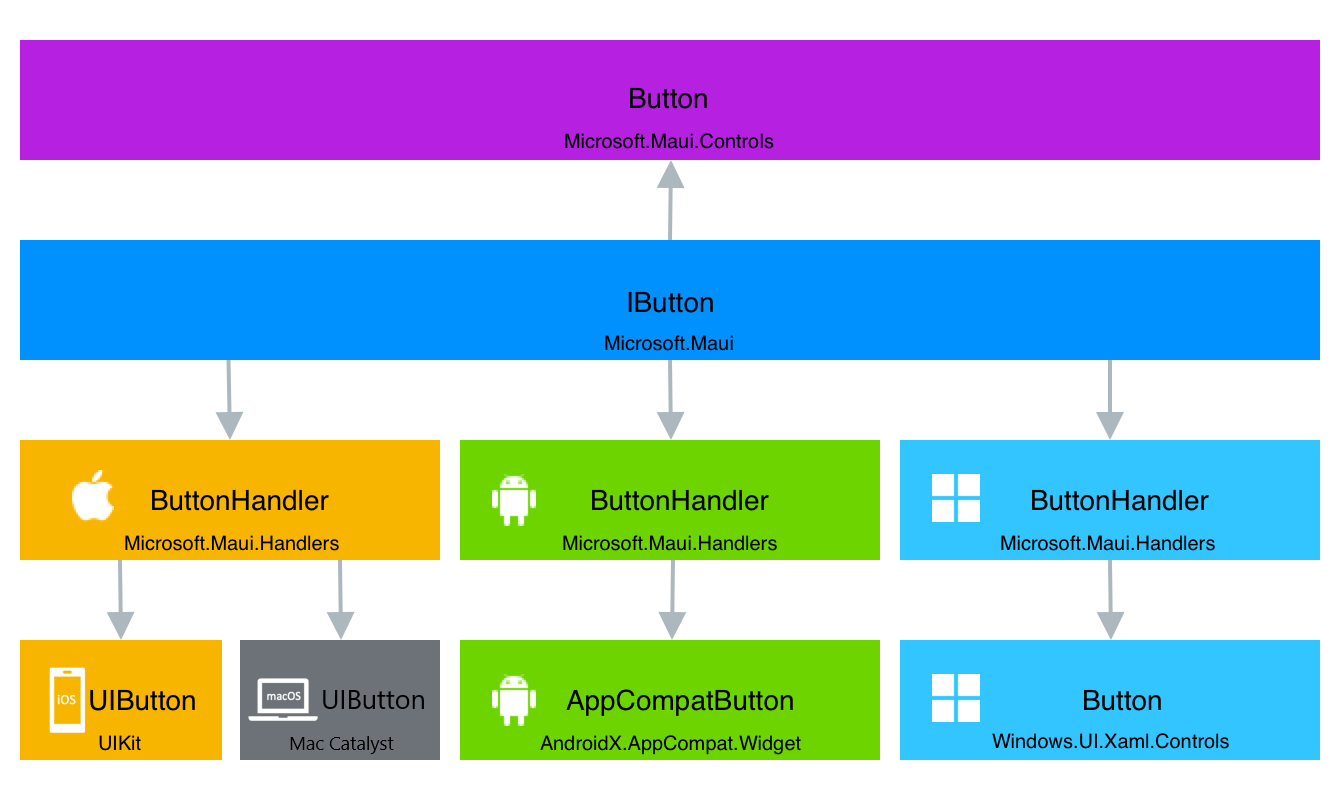 Button
Microsoft.Maui.Controls
IButton
Microsoft.Maui
ButtonHandler
Microsoft.Maui.Handlers
ButtonHandler
Microsoft.Maui.Handlers
ButtonHandler
Microsoft.Maui.Handlers
iOS
UIButton
UIKit
macOS
UIButton
Mac Catalyst
AppCompatButton
AndroidX.AppCompat.Widget
Button
Windows.UI.Xaml.Controls